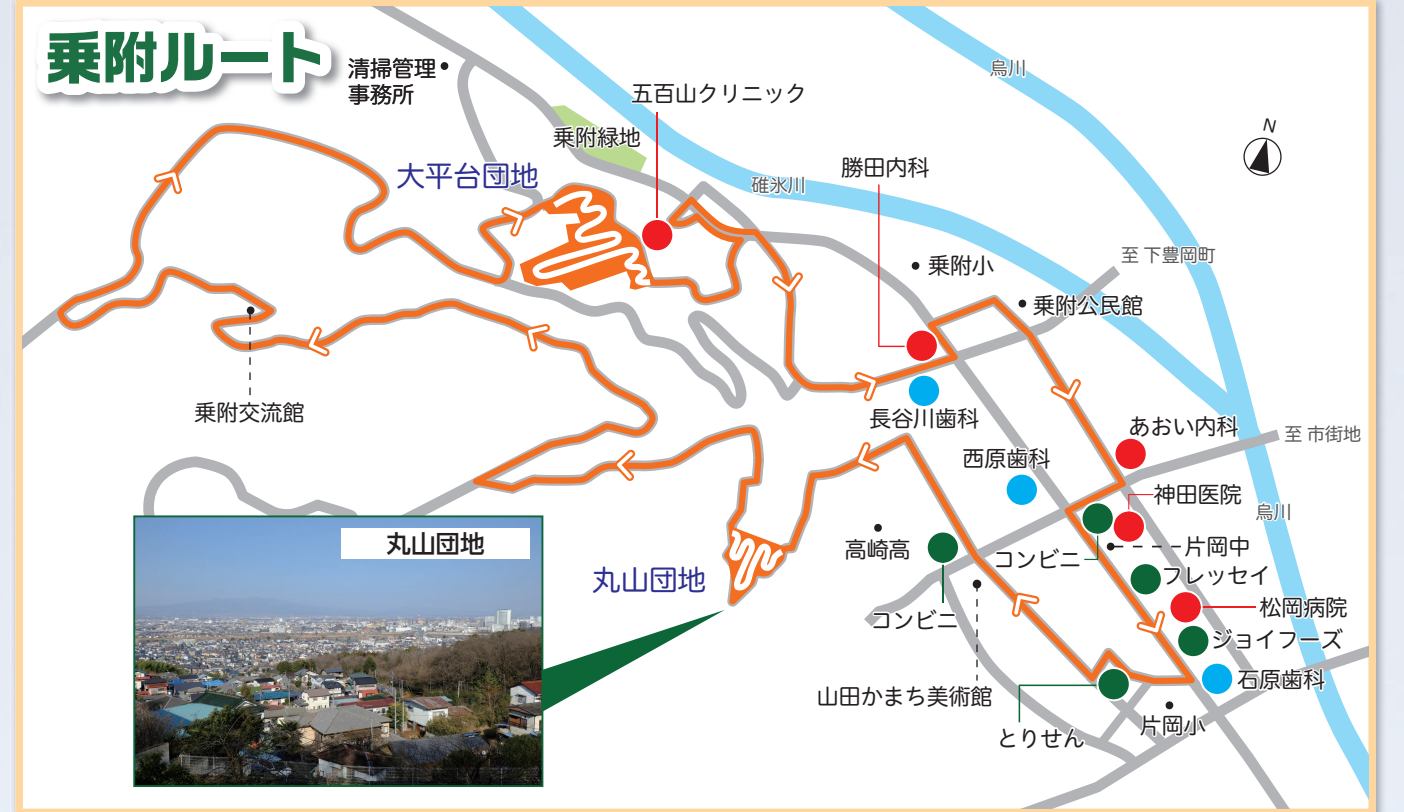 乗附ルート
清掃管理
事務所
烏川
五百山クリニック
N
乗附緑地
勝田内科
大平台団地
碓氷川
至 下豊岡町
乗附小
乗附公民館
乗附交流館
長谷川歯科
あおい内科
至 市街地
西原歯科
神田医院
烏川
丸山団地
高崎高
コンビニ
片岡中
フレッセイ
丸山団地
コンビニ
松岡病院
ジョイフーズ
石原歯科
山田かまち美術館
片岡小
とりせん